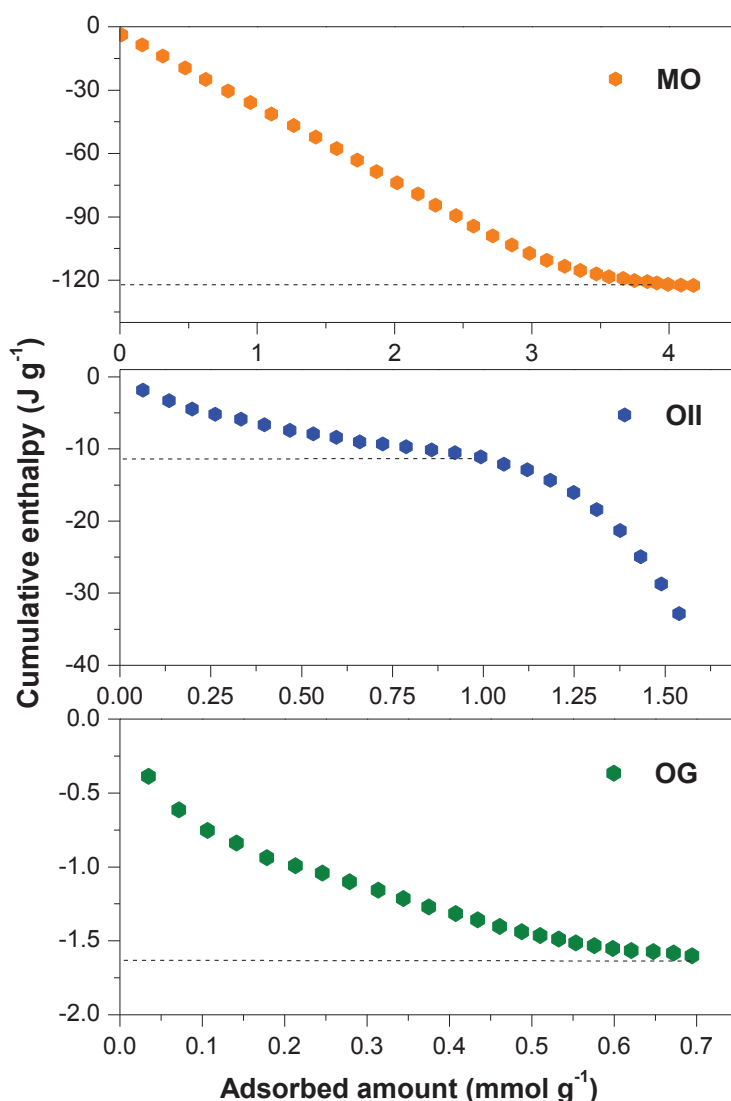 0
-30
-60
-90
-120
MO
0 1 2 3 4
0
-10
-20
-30
-40
OII
0.00 0.25 0.50 0.75 1.00 1.25 1.50
0.0
-0.5
-1.0
-1.5
-2.0
OG
0.0 0.1 0.2 0.3 0.4 0.5 0.6 0.7
Cumulative enthalpy (J g⁻¹)
Adsorbed amount (mmol g⁻¹)